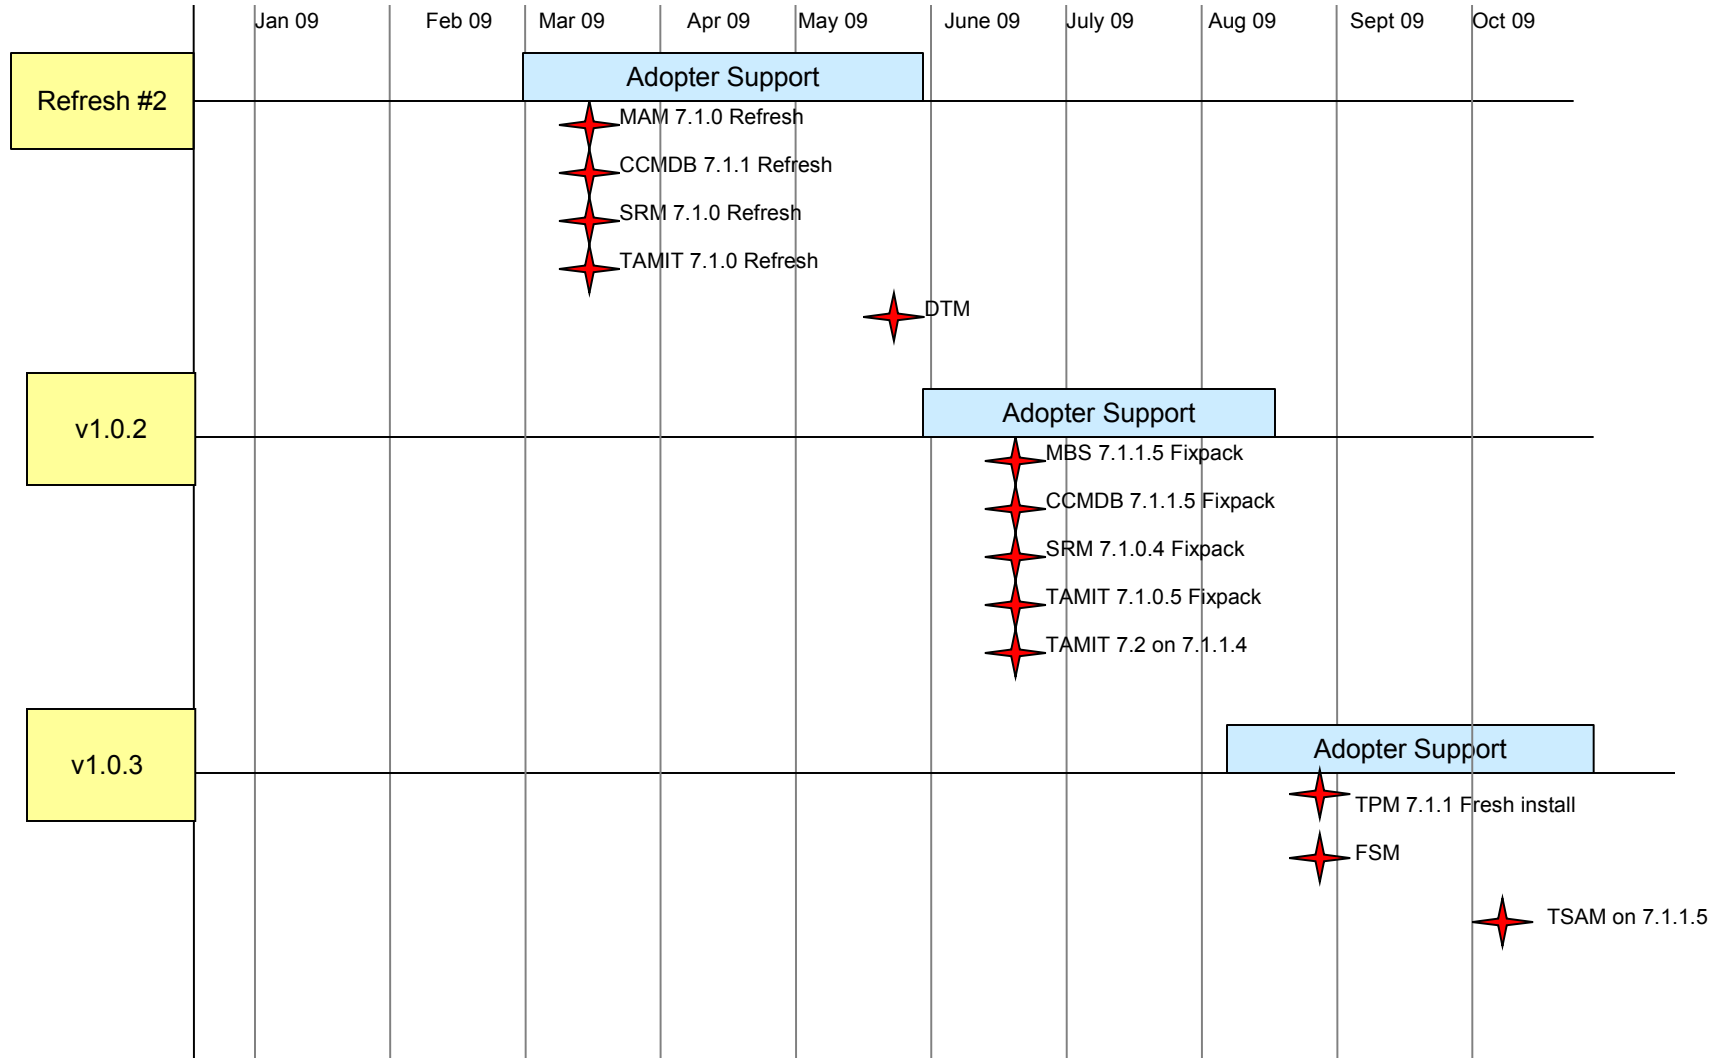 Jan 09
Feb 09
Mar 09
Apr 09
May 09
June 09
July 09
Aug 09
Sept 09
Oct 09
Refresh #2
Adopter Support
MAM 7.1.0 Refresh
CCMDB 7.1.1 Refresh
SRM 7.1.0 Refresh
TAMIT 7.1.0 Refresh
DTM
v1.0.2
Adopter Support
MBS 7.1.1.5 Fixpack
CCMDB 7.1.1.5 Fixpack
SRM 7.1.0.4 Fixpack
TAMIT 7.1.0.5 Fixpack
TAMIT 7.2 on 7.1.1.4
v1.0.3
Adopter Support
TPM 7.1.1 Fresh install
FSM
TSAM on 7.1.1.5